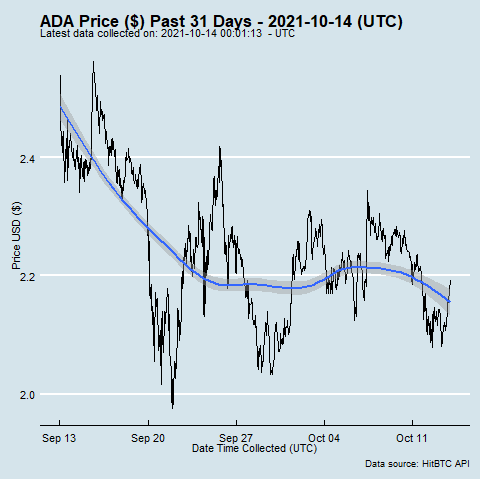 ADA Price ($) Past 31 Days - 2021-10-14 (UTC)
Latest data collected on: 2021-10-14 00:01:13 - UTC
Price USD ($)
2.4
2.2
2.0
Sep 13 Sep 20 Sep 27 Oct 04 Oct 11
Date Time Collected (UTC)
Data source: HitBTC API